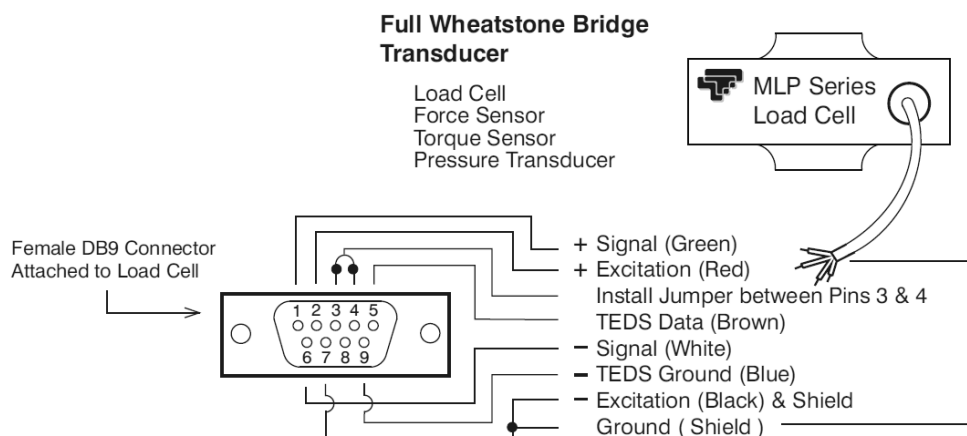 Full Wheatstone Bridge
Transducer
Load Cell
Force Sensor
Torque Sensor
Pressure Transducer
MLP Series
Load Cell
Female DB9 Connector
Attached to Load Cell
1 2 3 4 5
6 7 8 9
+ Signal (Green)
+ Excitation (Red)
Install Jumper between Pins 3 & 4
TEDS Data (Brown)
− Signal (White)
− TEDS Ground (Blue)
− Excitation (Black) & Shield
Ground ( Shield )